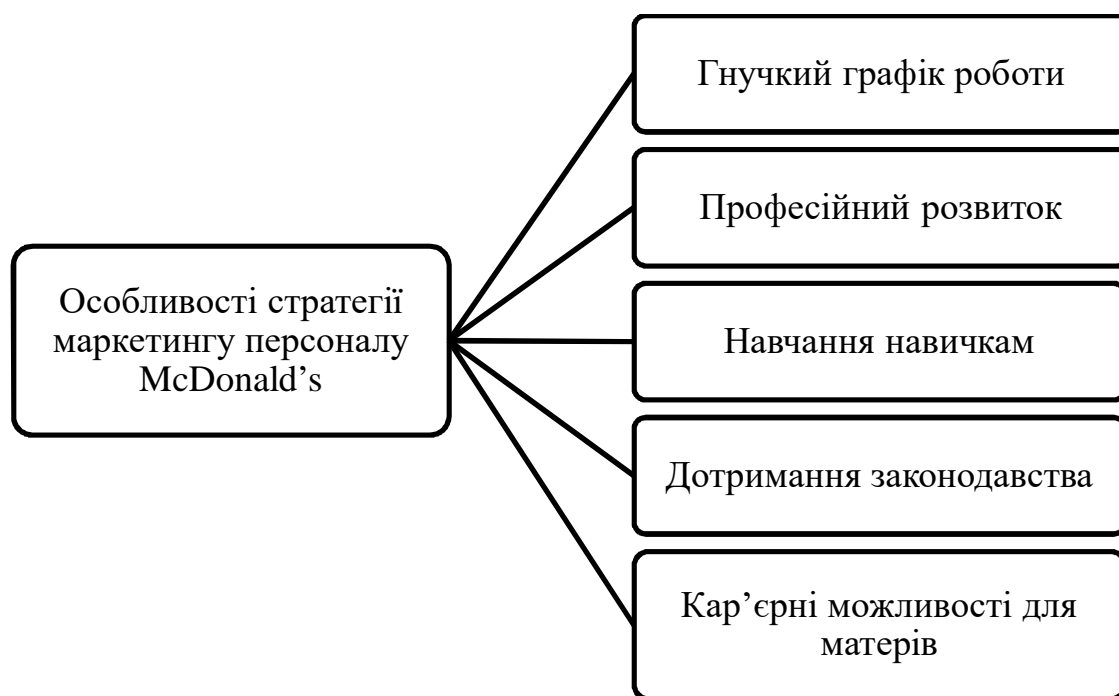 Гнучкий графік роботи
Професійний розвиток
Особливості стратегії
маркетингу персоналу
McDonald’s
Навчання навичкам
Дотримання законодавства
Кар’єрні можливості для
матерів